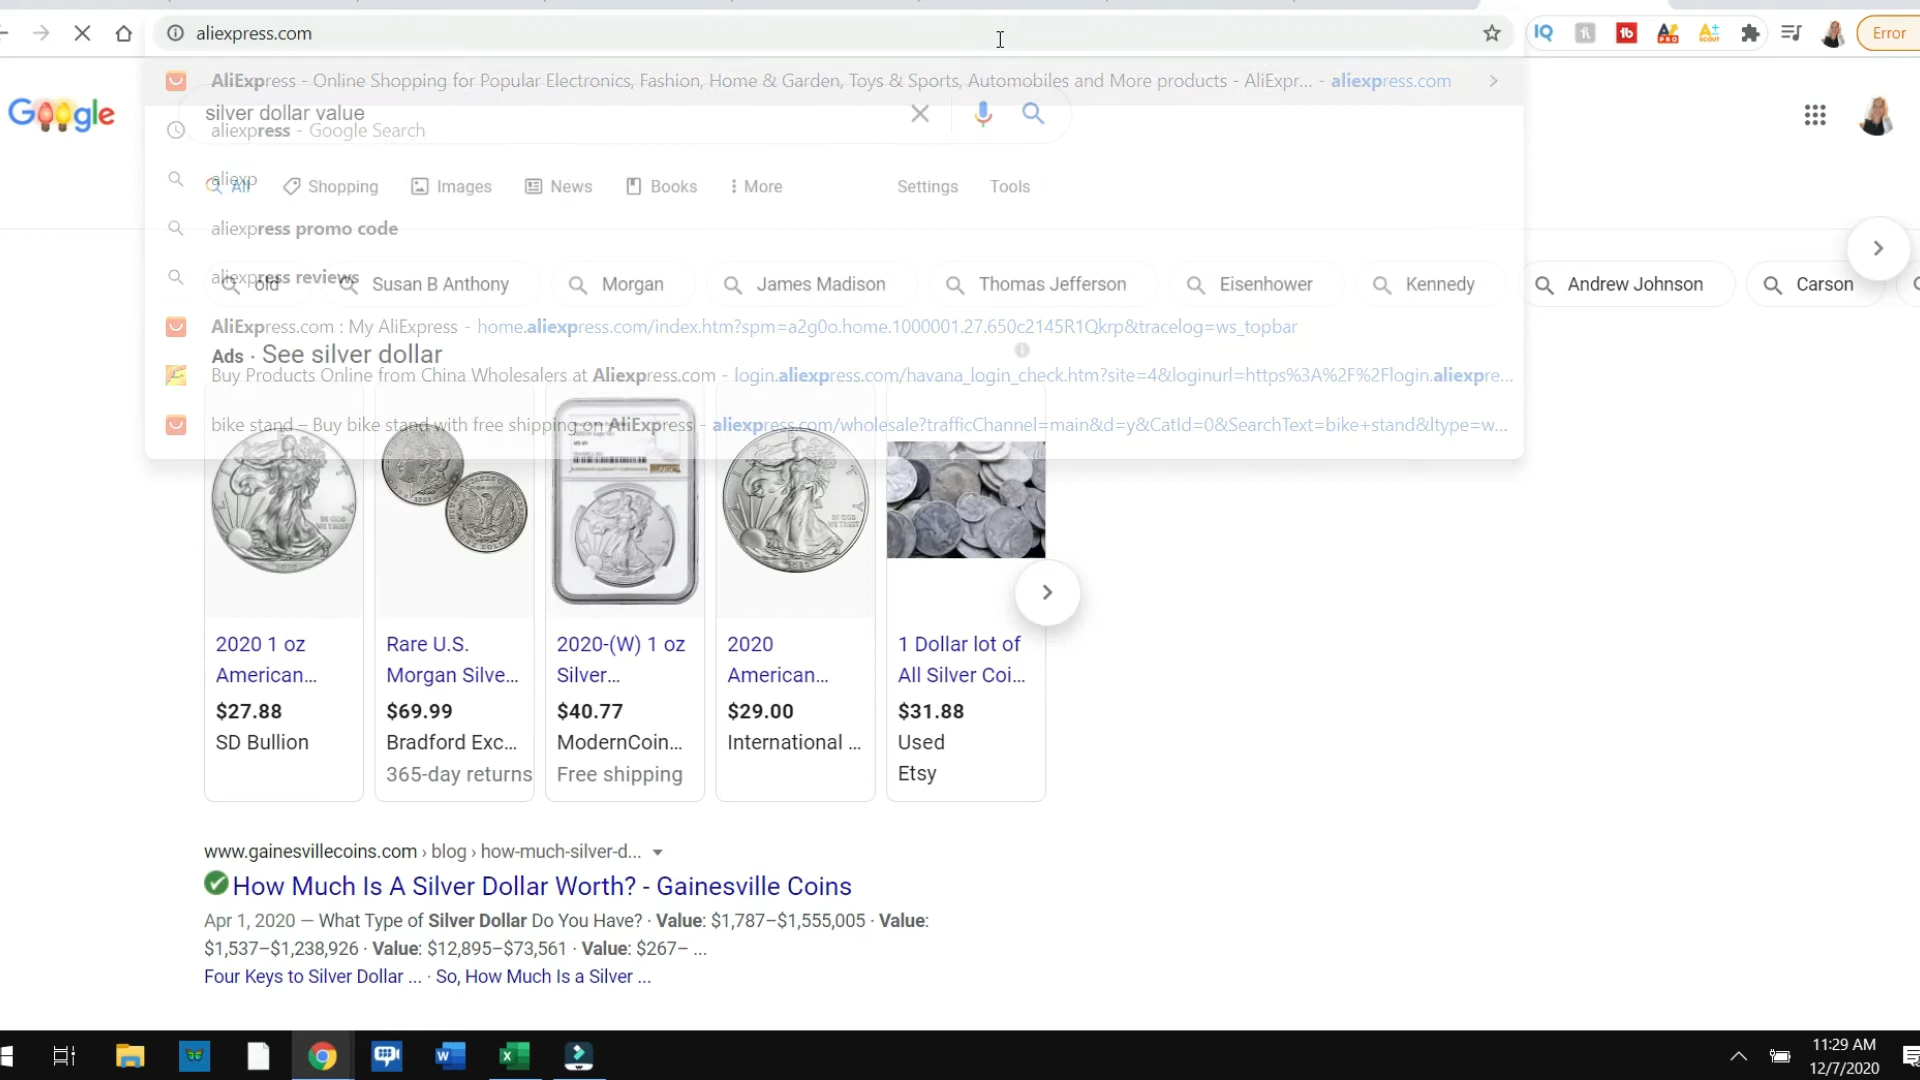 aliexpress.com
Error
AliExpress - Online Shopping for Popular Electronics, Fashion, Home & Garden, Toys & Sports, Automobiles and More products - AliExpr... - aliexpress.com
Google
silver dollar value
aliexpress - Google Search
aliexp
All Shopping Images News Books More Settings Tools
aliexpress promo code
aliexpress reviews
old Susan B Anthony Morgan James Madison Thomas Jefferson Eisenhower Kennedy Andrew Johnson Carson
AliExpress.com : My AliExpress - home.aliexpress.com/index.htm?spm=a2g0o.home.1000001.27.650c2145R1Qkrp&tracelog=ws_topbar
Ads · See silver dollar
Buy Products Online from China Wholesalers at Aliexpress.com - login.aliexpress.com/havana_login_check.htm?site=4&loginurl=https%3A%2F%2Flogin.aliexpre...
bike stand – Buy bike stand with free shipping on AliExpress - aliexpress.com/wholesale?trafficChannel=main&d=y&CatId=0&SearchText=bike+stand&ltype=w...
2020 1 oz American...
$27.88
SD Bullion
Rare U.S. Morgan Silve...
$69.99
Bradford Exc...
365-day returns
2020-(W) 1 oz Silver...
$40.77
ModernCoin...
Free shipping
2020 American...
$29.00
International ...
1 Dollar lot of All Silver Coi...
$31.88
Used
Etsy
www.gainesvillecoins.com › blog › how-much-silver-d...
How Much Is A Silver Dollar Worth? - Gainesville Coins
Apr 1, 2020 — What Type of Silver Dollar Do You Have? · Value: $1,787–$1,555,005 · Value:
$1,537–$1,238,926 · Value: $12,895–$73,561 · Value: $267– ...
Four Keys to Silver Dollar ... · So, How Much Is a Silver ...
11:29 AM
12/7/2020